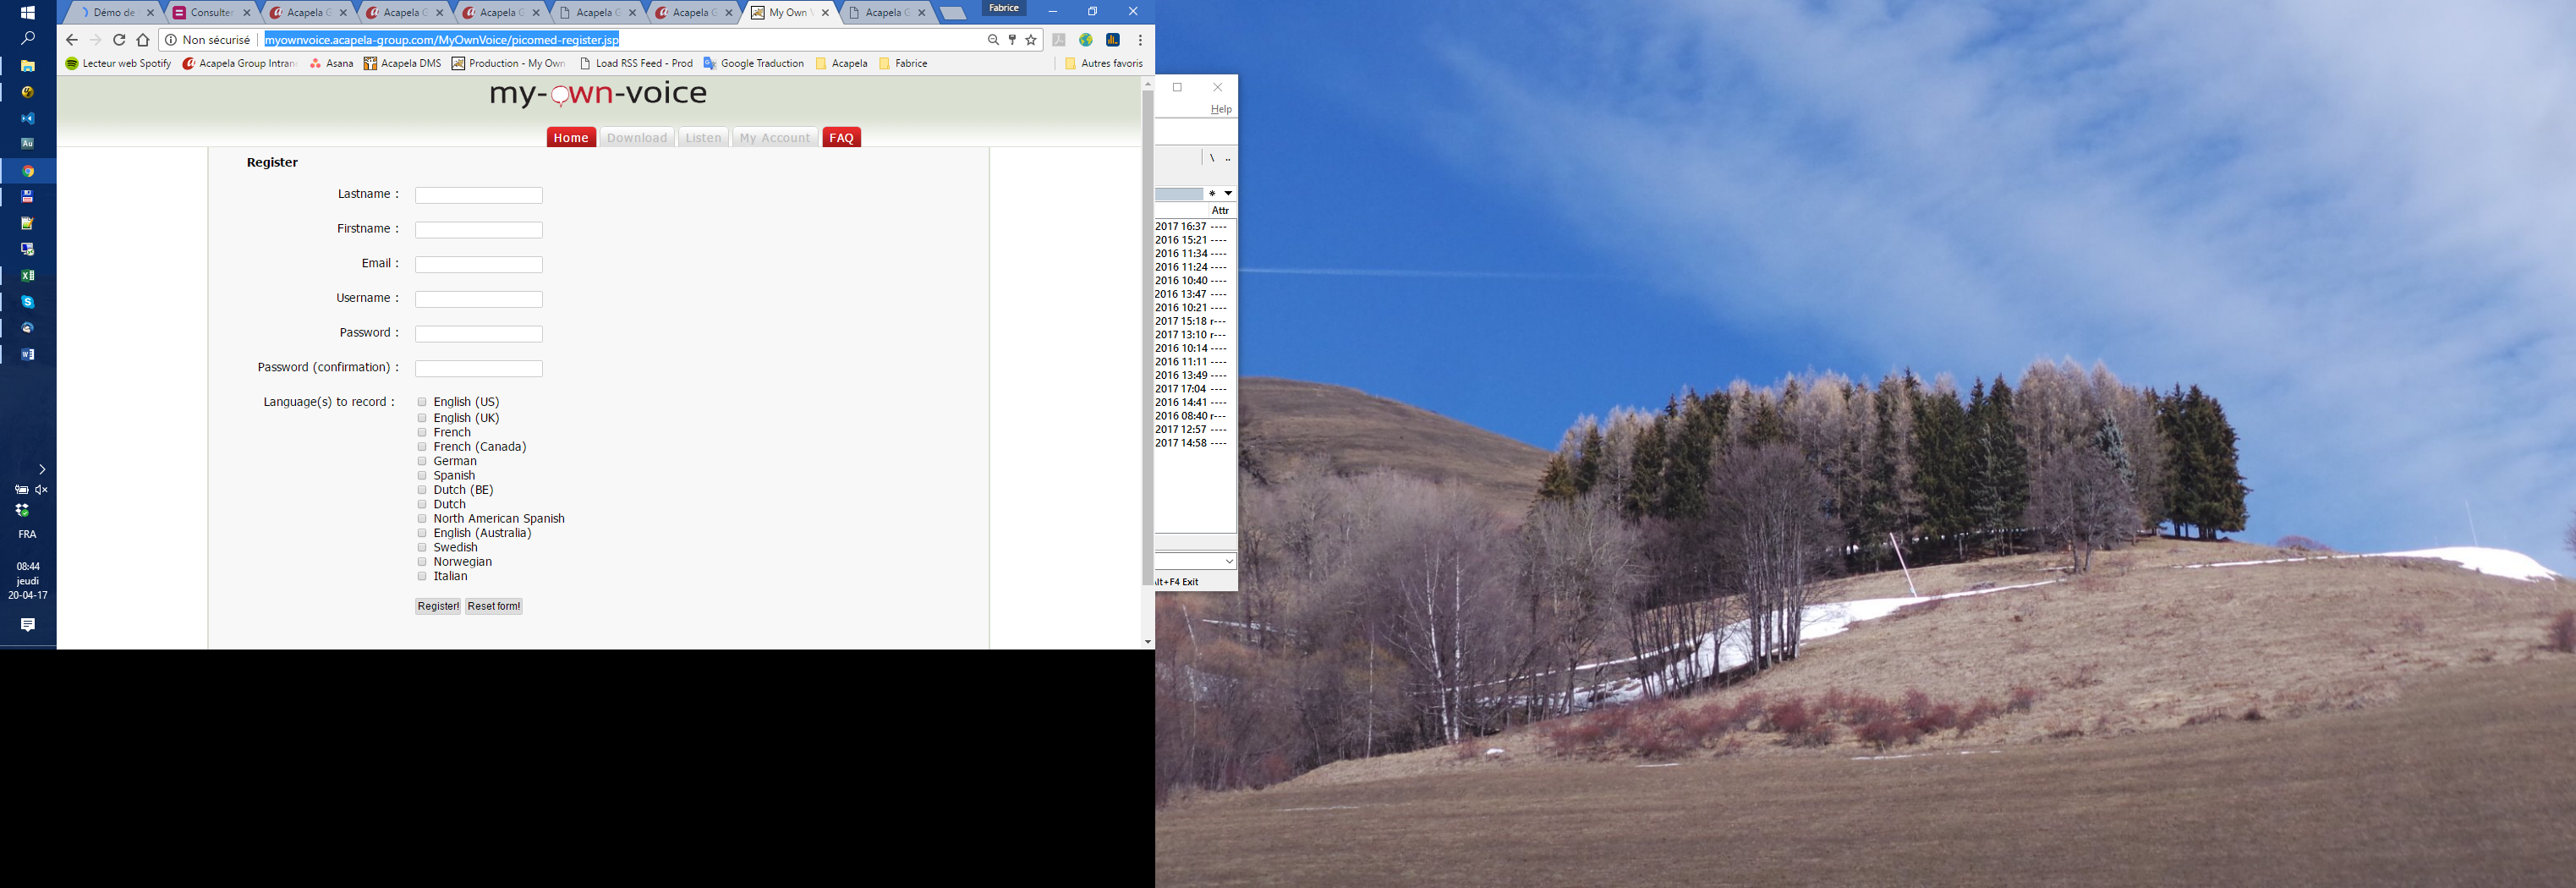 Démo de
Consulter
Acapela G
Acapela G
Acapela G
Acapela G
Acapela G
My Own V
Acapela G
Fabrice
Non sécurisé
myownvoice.acapela-group.com/MyOwnVoice/picomed-register.jsp
Lecteur web Spotify
Acapela Group Intran
Asana
Acapela DMS
Production - My Own
Load RSS Feed - Prod
Google Traduction
Acapela
Fabrice
Autres favoris
my-own-voice
Home
Download
Listen
My Account
FAQ
Register
Lastname :
Firstname :
Email :
Username :
Password :
Password (confirmation) :
Language(s) to record :
English (US)
English (UK)
French
French (Canada)
German
Spanish
Dutch (BE)
Dutch
North American Spanish
English (Australia)
Swedish
Norwegian
Italian
Register! Reset form!
Au
FRA
08:44
jeudi
20-04-17
Help
\ ..
* 
Attr
2017 16:37 ----
2016 15:21 ----
2016 11:34 ----
2016 11:24 ----
2016 10:40 ----
2016 13:47 ----
2016 10:21 ----
2017 15:18 r---
2017 13:10 r---
2016 10:14 ----
2016 11:11 ----
2016 13:49 ----
2017 17:04 ----
2016 14:41 ----
2016 08:40 r---
2017 12:57 ----
2017 14:58 ----
lt+F4 Exit